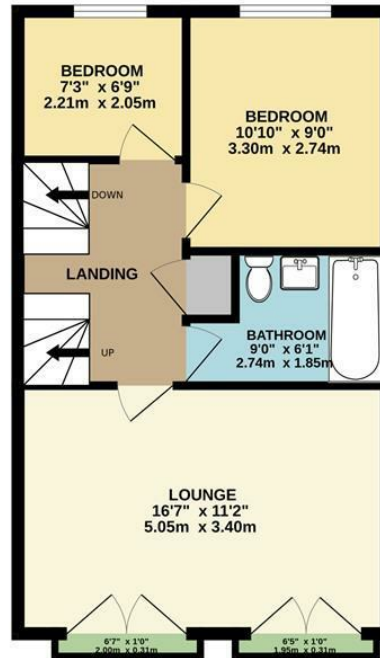 BEDROOM
7'3" x 6'9"
2.21m x 2.05m
BEDROOM
10'10" x 9'0"
3.30m x 2.74m
DOWN
LANDING
UP
BATHROOM
9'0" x 6'1"
2.74m x 1.85m
LOUNGE
16'7" x 11'2"
5.05m x 3.40m
6'7" x 1'0"
2.00m x 0.31m
6'5" x 1'0"
1.95m x 0.31m